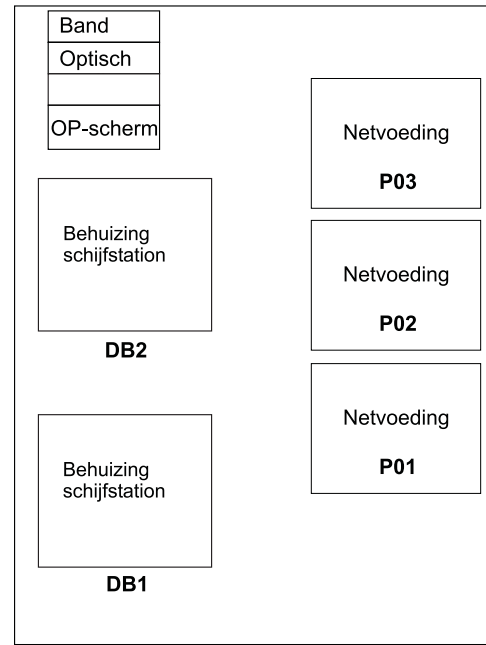 Band
Optisch
OP-scherm
Behuizing
schijfstation
DB2
Behuizing
schijfstation
DB1
Netvoeding
P03
Netvoeding
P02
Netvoeding
P01